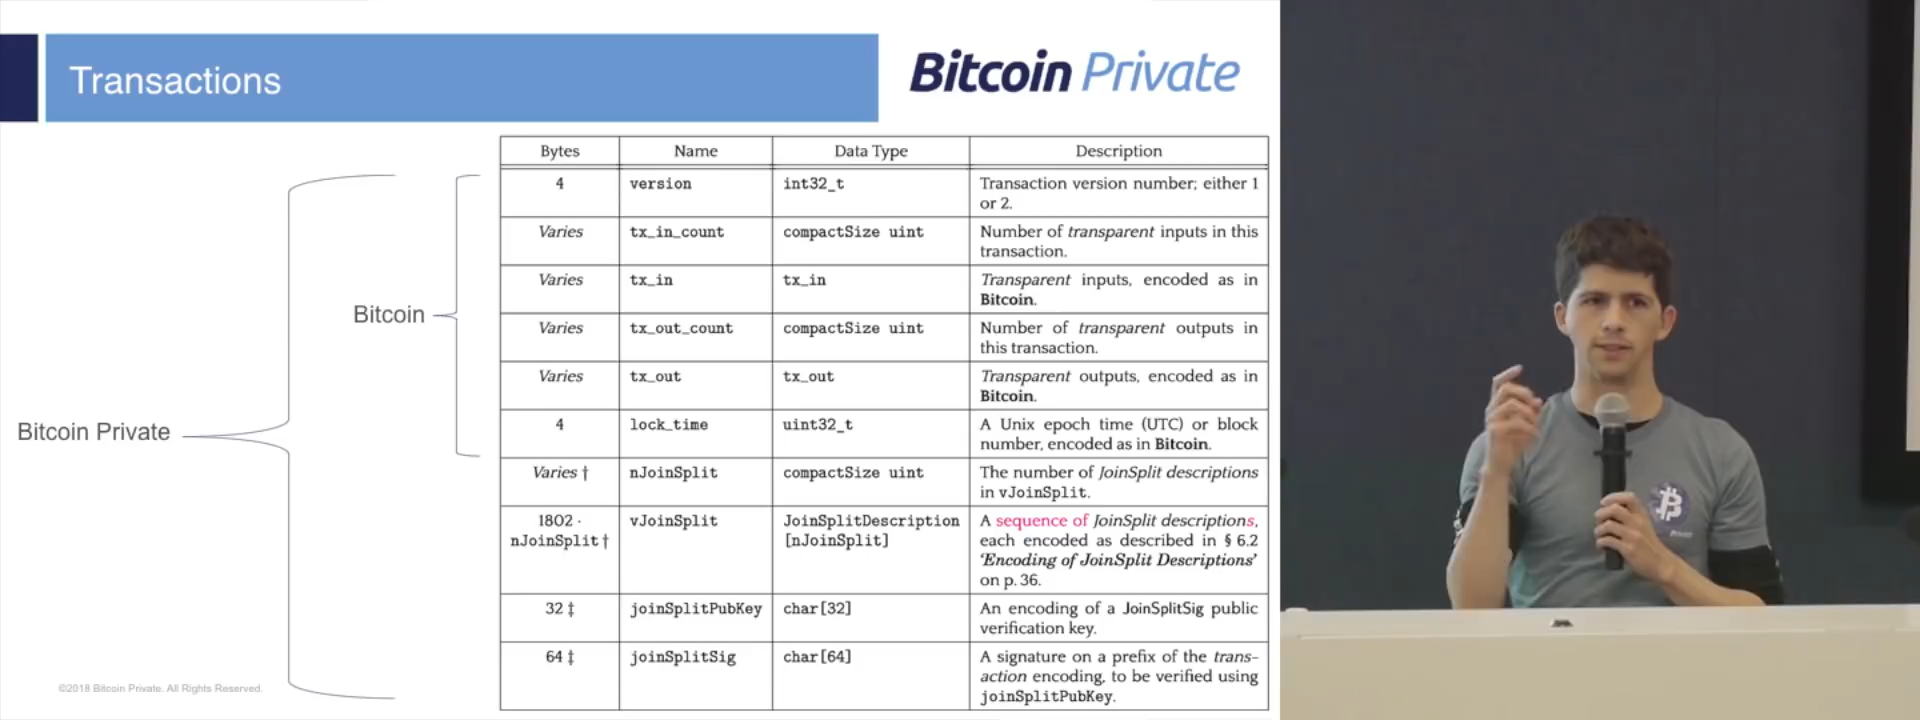 Transactions
Bitcoin Private
Bytes Name Data Type Description
4 version int32_t Transaction version number; either 1
or 2.
Varies tx_in_count compactSize uint Number of transparent inputs in this
transaction.
Varies tx_in tx_in Transparent inputs, encoded as in
Bitcoin.
Varies tx_out_count compactSize uint Number of transparent outputs in
this transaction.
Varies tx_out tx_out Transparent outputs, encoded as in
Bitcoin.
4 lock_time uint32_t A Unix epoch time (UTC) or block
number, encoded as in Bitcoin.
Varies † nJoinSplit compactSize uint The number of JoinSplit descriptions
in vJoinSplit.
1802 · vJoinSplit JoinSplitDescription A sequence of JoinSplit descriptions,
nJoinSplit † [nJoinSplit] each encoded as described in § 6.2
‘Encoding of JoinSplit Descriptions’
on p. 36.
32 ‡ joinSplitPubKey char[32] An encoding of a JoinSplitSig public
verification key.
64 ‡ joinSplitSig char[64] A signature on a prefix of the trans-
action encoding, to be verified using
joinSplitPubKey.
Bitcoin
Bitcoin Private
©2018 Bitcoin Private. All Rights Reserved.